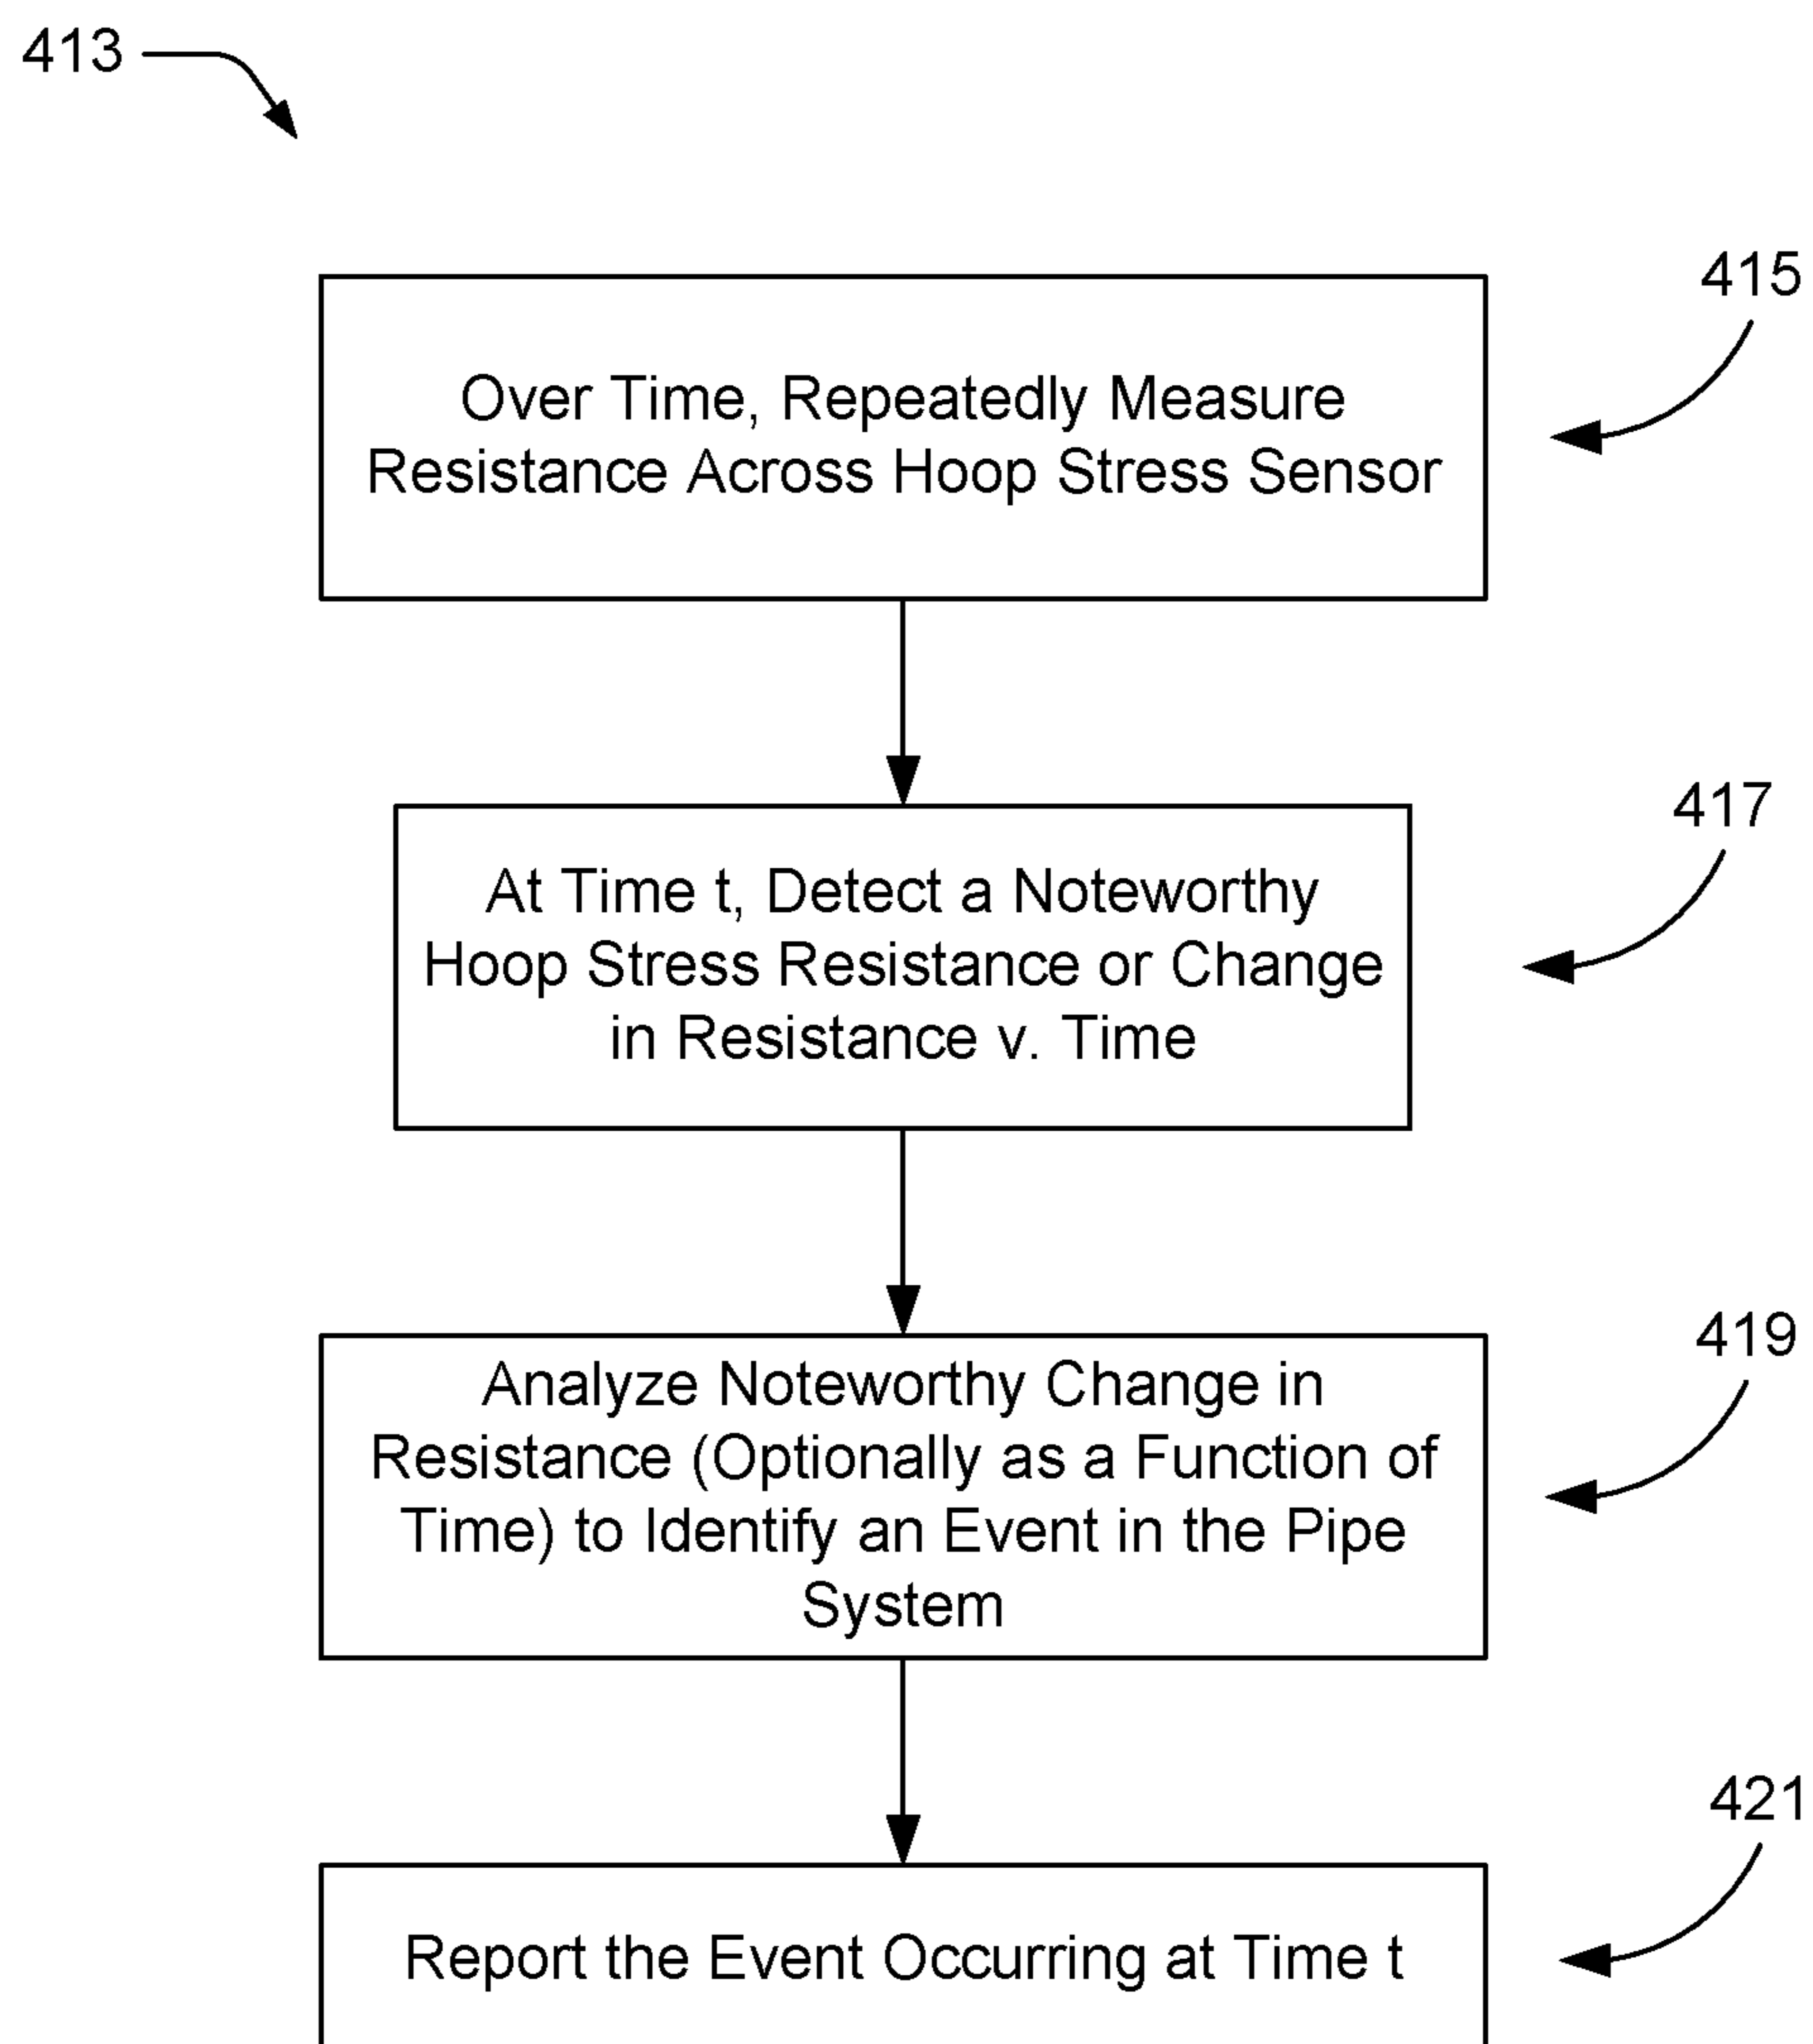 413
415
Over Time, Repeatedly Measure
Resistance Across Hoop Stress Sensor
417
At Time t, Detect a Noteworthy
Hoop Stress Resistance or Change
in Resistance v. Time
419
Analyze Noteworthy Change in
Resistance (Optionally as a Function of
Time) to Identify an Event in the Pipe
System
421
Report the Event Occurring at Time t